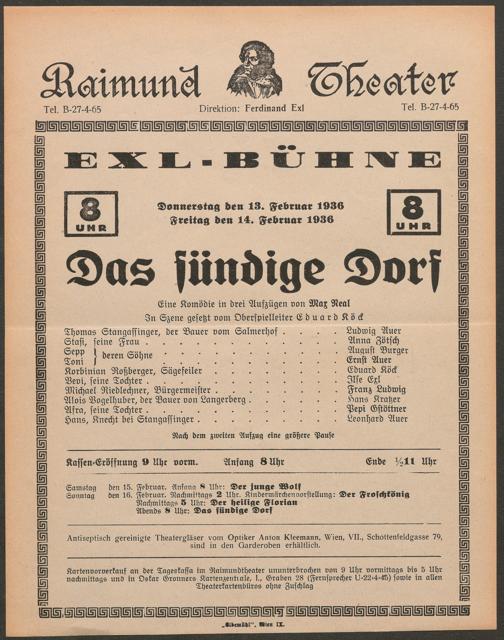 Raimund Theater
Tel. B-27-4-65 Direktion: Ferdinand Exl Tel. B-27-4-65
EXL-BÜHNE
8 UHR
Donnerstag den 13. Februar 1936
Freitag den 14. Februar 1936
8 UHR
Das sündige Dorf
Eine Komödie in drei Aufzügen von Max Neal
In Szene gesetzt vom Oberspielleiter Eduard Köck
Thomas Stangassinger, der Bauer vom Salmerhof . . . . . Ludwig Auer
Stasi, seine Frau . . . . . Anna Fötsch
Sepp } deren Söhne . . . . . August Burger
Toni } . . . . . Ernst Auer
Korbinian Roßberger, Sägefeiler . . . . . Eduard Köck
Vevi, seine Tochter . . . . . Ilse Exl
Michael Riedlechner, Bürgermeister . . . . . Franz Ludwig
Alois Vogelhuber, der Bauer von Langerberg . . . . . Hans Kratzer
Afra, seine Tochter . . . . . Pepi Gstöttner
Hans, Knecht bei Stangassinger . . . . . Leonhard Auer
Nach dem zweiten Aufzug eine größere Pause
Kassen-Eröffnung 9 Uhr vorm. Anfang 8 Uhr Ende ½11 Uhr
Samstag den 15. Februar. Anfang 8 Uhr: Der junge Wolf
Sonntag den 16. Februar. Nachmittags 2 Uhr. Kindermärchenvorstellung: Der Froschkönig
Nachmittags 5 Uhr: Der heilige Florian
Abends 8 Uhr: Das sündige Dorf
Antiseptisch gereinigte Theatergläser vom Optiker Anton Kleemann, Wien, VII., Schottenfeldgasse 79,
sind in den Garderoben erhältlich.
Kartenvorverkauf an der Tageskassa im Raimundtheater ununterbrochen von 9 Uhr vormittags bis 5 Uhr
nachmittags und in Oskar Gronners Kartenzentrale, I., Graben 28 (Fernsprecher U-22-4-45) sowie in allen
Theaterkartenbüros ohne Zuschlag
Wien IX.